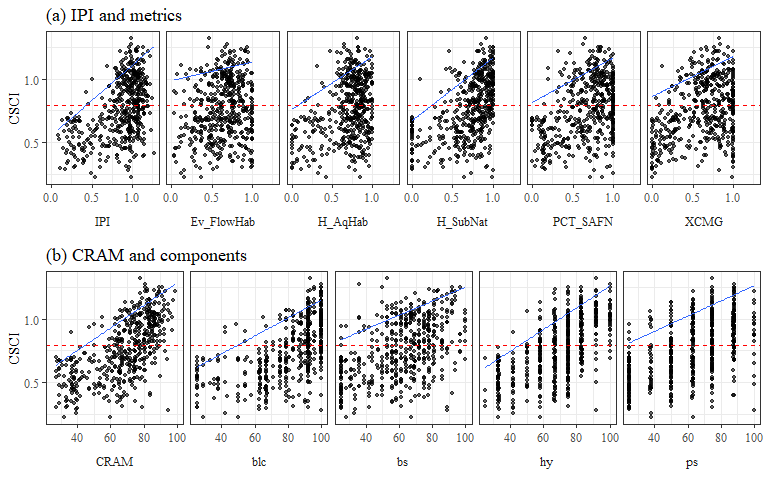 (a) IPI and metrics
CSCI
1.0
0.5
0.0 0.5 1.0 0.0 0.5 1.0 0.0 0.5 1.0 0.0 0.5 1.0 0.0 0.5 1.0 0.0 0.5 1.0
IPI Ev_FlowHab H_AqHab H_SubNat PCT_SAFN XCMG
(b) CRAM and components
CSCI
1.0
0.5
40 60 80 100 40 60 80 100 40 60 80 100 40 60 80 100 40 60 80 100
CRAM blc bs hy ps